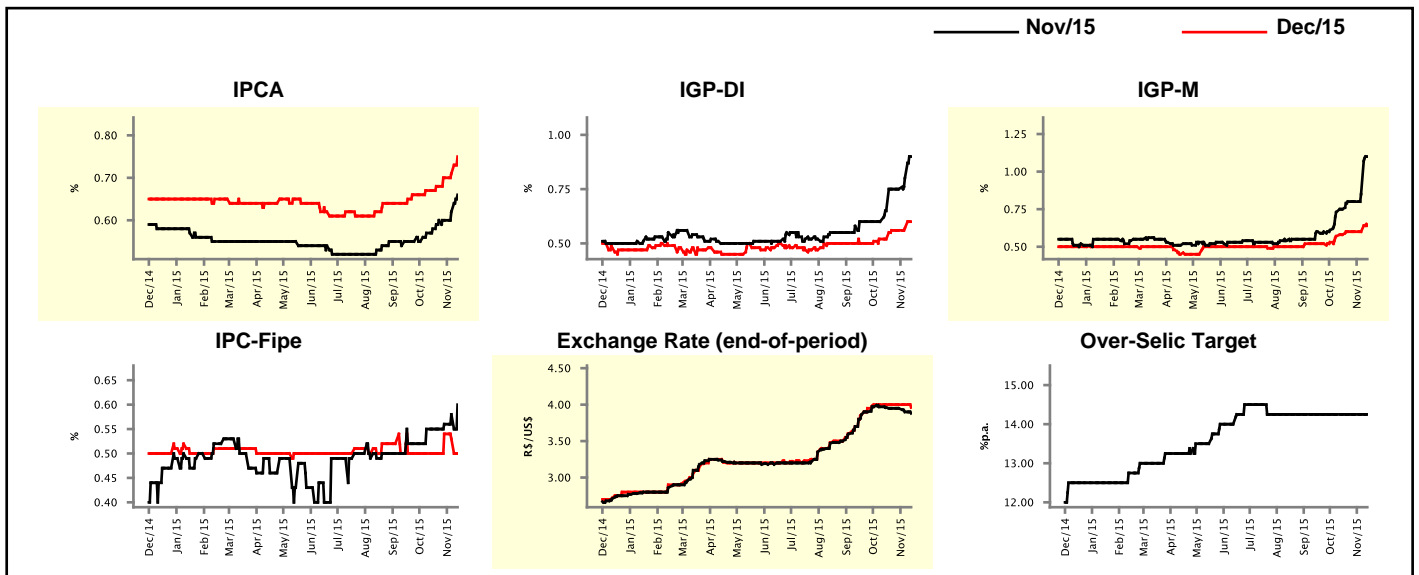 Nov/15 Dec/15
IPCA
%
0.80
0.70
0.60
Dec/14 Jan/15 Feb/15 Mar/15 Apr/15 May/15 Jun/15 Jul/15 Aug/15 Sep/15 Oct/15 Nov/15
IGP-DI
%
1.00
0.75
0.50
Dec/14 Jan/15 Feb/15 Mar/15 Apr/15 May/15 Jun/15 Jul/15 Aug/15 Sep/15 Oct/15 Nov/15
IGP-M
%
1.25
1.00
0.75
0.50
Dec/14 Jan/15 Feb/15 Mar/15 Apr/15 May/15 Jun/15 Jul/15 Aug/15 Sep/15 Oct/15 Nov/15
IPC-Fipe
%
0.65
0.60
0.55
0.50
0.45
0.40
Dec/14 Jan/15 Feb/15 Mar/15 Apr/15 May/15 Jun/15 Jul/15 Aug/15 Sep/15 Oct/15 Nov/15
Exchange Rate (end-of-period)
R$/US$
4.50
4.00
3.50
3.00
Dec/14 Jan/15 Feb/15 Mar/15 Apr/15 May/15 Jun/15 Jul/15 Aug/15 Sep/15 Oct/15 Nov/15
Over-Selic Target
%p.a.
15.00
14.00
13.00
12.00
Dec/14 Jan/15 Feb/15 Mar/15 Apr/15 May/15 Jun/15 Jul/15 Aug/15 Sep/15 Oct/15 Nov/15